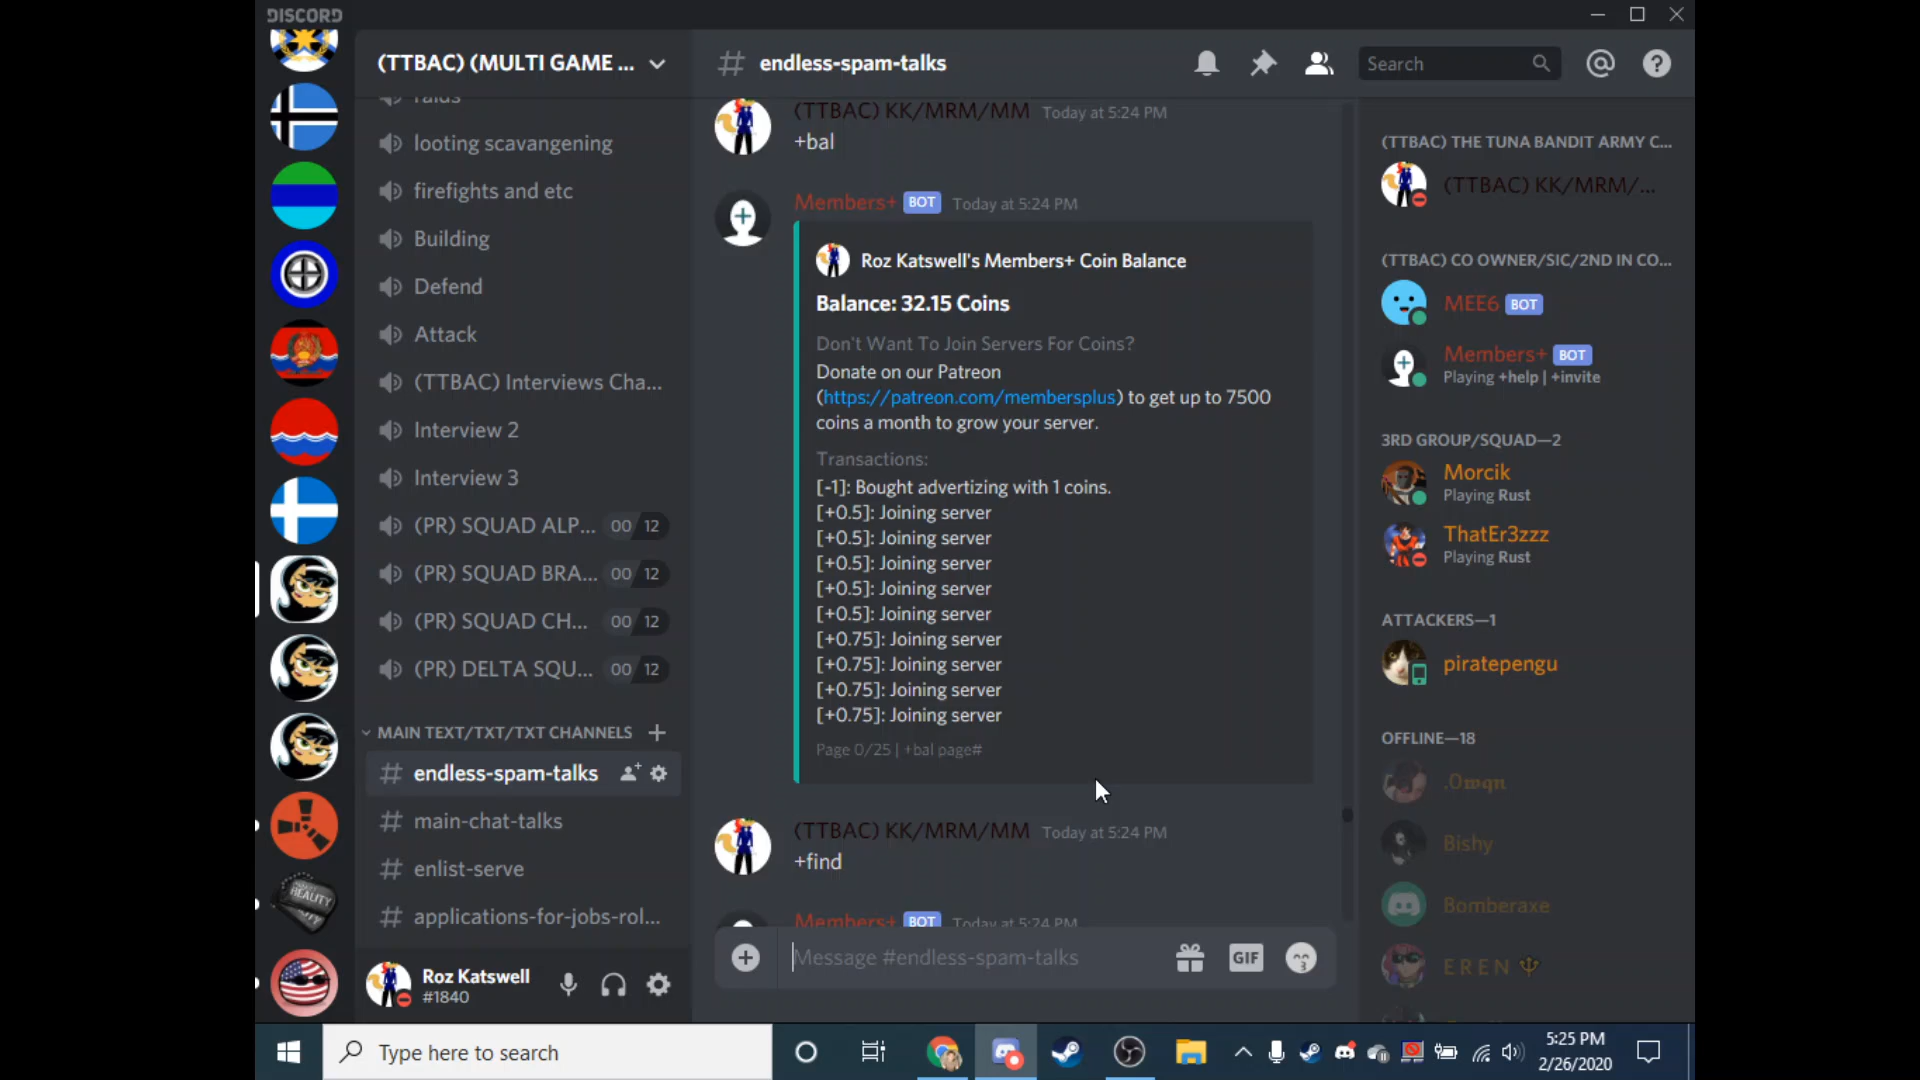 DISCORD
(TTBAC) (MULTI GAME ...
raids
looting scavangening
firefights and etc
Building
Defend
Attack
(TTBAC) Interviews Cha...
Interview 2
Interview 3
(PR) SQUAD ALP... 00 12
(PR) SQUAD BRA... 00 12
(PR) SQUAD CH... 00 12
(PR) DELTA SQU... 00 12
MAIN TEXT/TXT/TXT CHANNELS
# endless-spam-talks
# main-chat-talks
# enlist-serve
# applications-for-jobs-rol...
Roz Katswell
#1840
# endless-spam-talks
Search
(TTBAC) KK/MRM/MM Today at 5:24 PM
+bal
Members+ BOT Today at 5:24 PM
Roz Katswell's Members+ Coin Balance
Balance: 32.15 Coins
Don't Want To Join Servers For Coins?
Donate on our Patreon
(https://patreon.com/membersplus) to get up to 7500
coins a month to grow your server.
Transactions:
[-1]: Bought advertizing with 1 coins.
[+0.5]: Joining server
[+0.5]: Joining server
[+0.5]: Joining server
[+0.5]: Joining server
[+0.5]: Joining server
[+0.75]: Joining server
[+0.75]: Joining server
[+0.75]: Joining server
[+0.75]: Joining server
Page 0/25 | +bal page#
(TTBAC) KK/MRM/MM Today at 5:24 PM
+find
Members+ BOT Today at 5:24 PM
Message #endless-spam-talks
GIF
(TTBAC) THE TUNA BANDIT ARMY C...
(TTBAC) KK/MRM/...
(TTBAC) CO OWNER/SIC/2ND IN CO...
MEE6 BOT
Members+ BOT
Playing +help | +invite
3RD GROUP/SQUAD—2
Morcik
Playing Rust
ThatEr3zzz
Playing Rust
ATTACKERS—1
piratepengu
OFFLINE—18
.Omqn
Bishy
Bomberaxe
E R E N
Type here to search
5:25 PM
2/26/2020